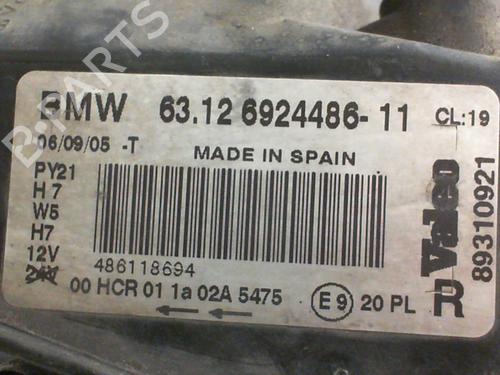 B PARTS
BMW 63.12 6924486-11 CL:19
06/09/05 -T MADE IN SPAIN
PY21
H7
W5
H7
12V
24V
486118694
00 HCR 01 1a 02A 5475 E9 20 PL
R Valeo
89310921